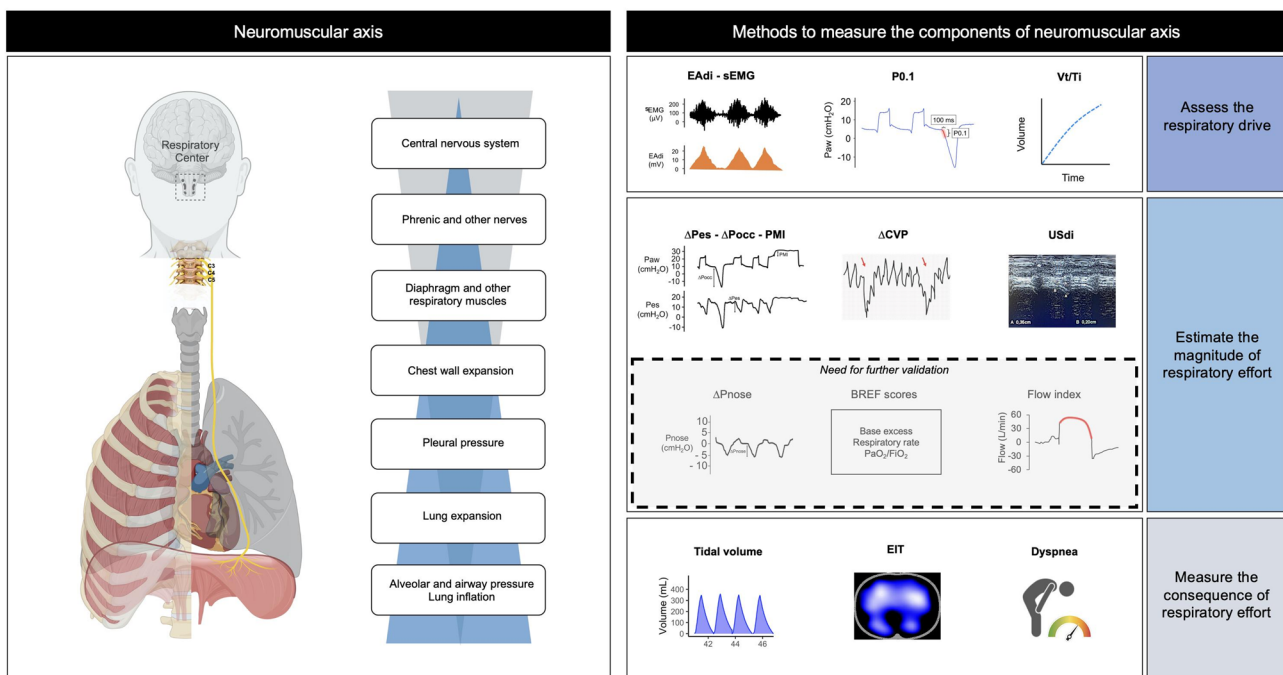 Neuromuscular axis
Respiratory
Center
C3
C4
C5
Central nervous system
Phrenic and other nerves
Diaphragm and other
respiratory muscles
Chest wall expansion
Pleural pressure
Lung expansion
Alveolar and airway pressure
Lung inflation
Methods to measure the components of neuromuscular axis
EAdi - sEMG
sEMG
(μV)
200
100
0
EAdi
(mV)
20
10
0
P0.1
Paw (cmH2O)
20
10
0
-10
100 ms
P0.1
Vt/Ti
Volume
Time
Assess the
respiratory drive
ΔPes - ΔPocc - PMI
Paw
(cmH2O)
30
20
10
0
-10
ΔPocc
PMI
Pes
(cmH2O)
20
10
0
-10
ΔPes
ΔCVP
USdi
A 0,35cm
B 0,20cm
Estimate the
magnitude of
respiratory effort
Need for further validation
ΔPnose
Pnose
(cmH2O)
10
5
0
- 5
- 10
ΔPnose
BREF scores
Base excess
Respiratory rate
PaO2/FiO2
Flow index
Flow (L/min)
60
30
0
-30
-60
Tidal volume
Volume (mL)
400
300
200
100
0
42 44 46
EIT
Dyspnea
Measure the
consequence of
respiratory effort